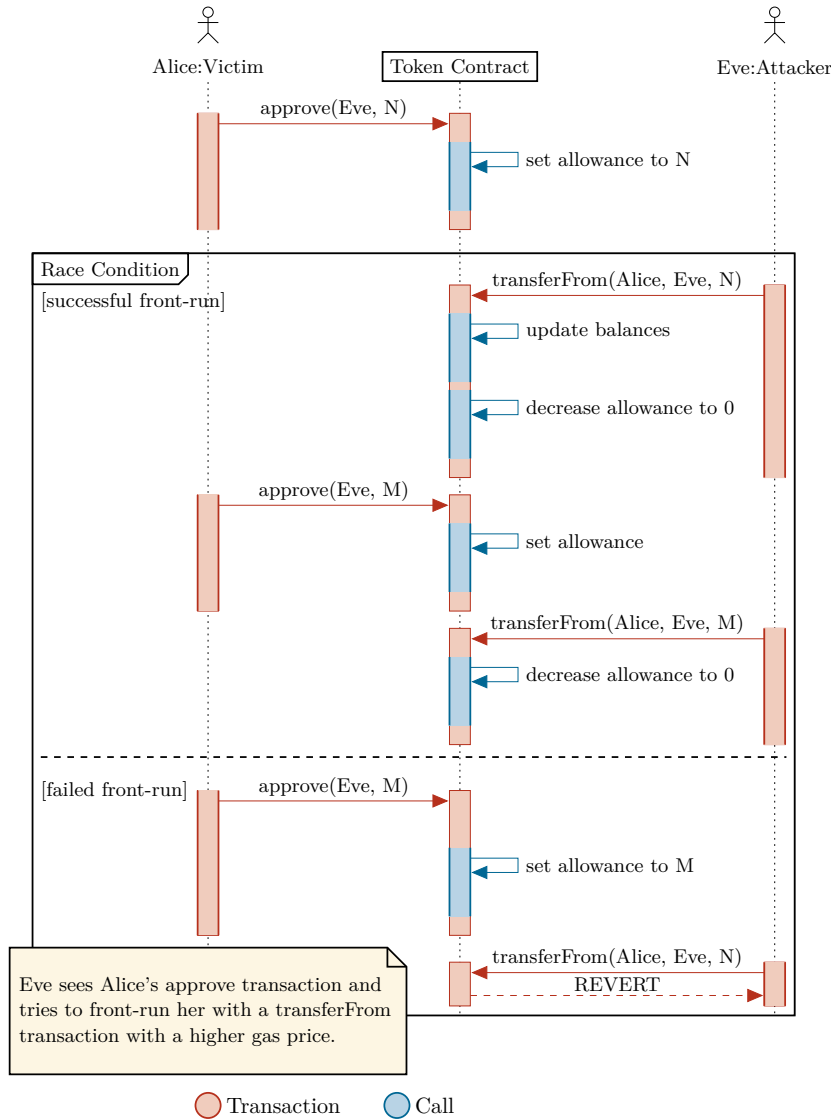 Alice:Victim
Token Contract
Eve:Attacker
approve(Eve, N)
set allowance to N
Race Condition
[successful front-run]
transferFrom(Alice, Eve, N)
update balances
decrease allowance to 0
approve(Eve, M)
set allowance
transferFrom(Alice, Eve, M)
decrease allowance to 0
[failed front-run]
approve(Eve, M)
set allowance to M
transferFrom(Alice, Eve, N)
REVERT
Eve sees Alice's approve transaction and
tries to front-run her with a transferFrom
transaction with a higher gas price.
Transaction
Call